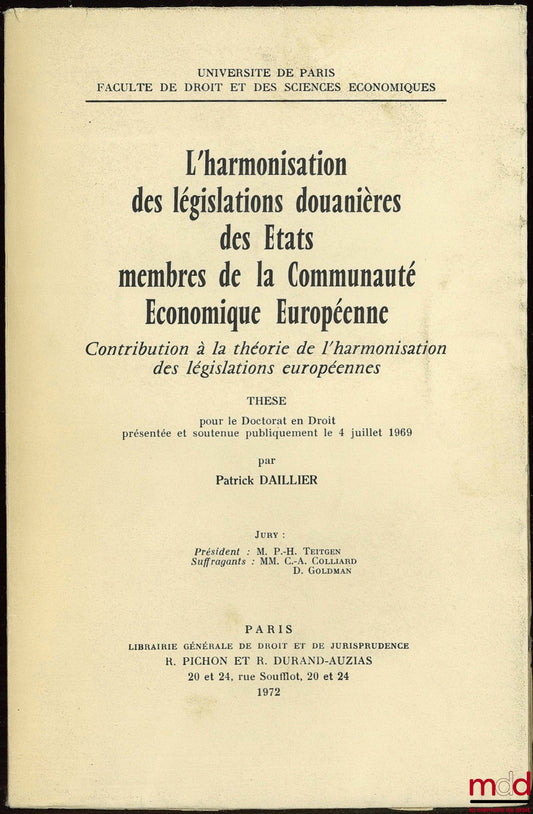 UNIVERSITE DE PARIS
FACULTE DE DROIT ET DES SCIENCES ECONOMIQUES
L'harmonisation
des législations douanières
des Etats
membres de la Communauté
Economique Européenne
Contribution à la théorie de l'harmonisation
des législations européennes
THESE
pour le Doctorat en Droit
présentée et soutenue publiquement le 4 juillet 1969
par
Patrick DAILLIER
JURY :
Président : M. P.-H. TEITGEN
Suffragants : MM. C.-A. COLLIARD
D. GOLDMAN
PARIS
LIBRAIRIE GÉNÉRALE DE DROIT ET DE JURISPRUDENCE
R. PICHON ET R. DURAND-AUZIAS
20 et 24, rue Soufflot, 20 et 24
1972
mdd